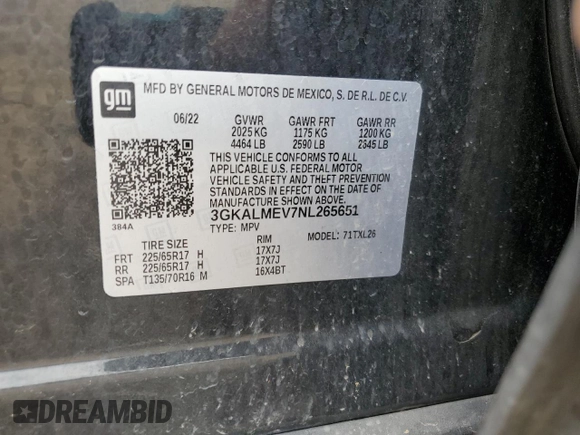 gm
MFD BY GENERAL MOTORS DE MEXICO, S. DE R.L. DE C.V.
06/22 GVWR GAWR FRT GAWR RR
2025 KG 1175 KG 1200 KG
4464 LB 2590 LB 2345 LB
THIS VEHICLE CONFORMS TO ALL
APPLICABLE U.S. FEDERAL MOTOR
VEHICLE SAFETY AND THEFT PREVENTION
STANDARDS IN EFFECT ON THE DATE OF
MANUFACTURE SHOWN ABOVE.
384A 3GKALMEV7NL265651
TYPE: MPV MODEL: 71TXL26
TIRE SIZE RIM
FRT 225/65R17 H 17X7J
RR 225/65R17 H 17X7J
SPA T135/70R16 M 16X4BT
DREAMBID